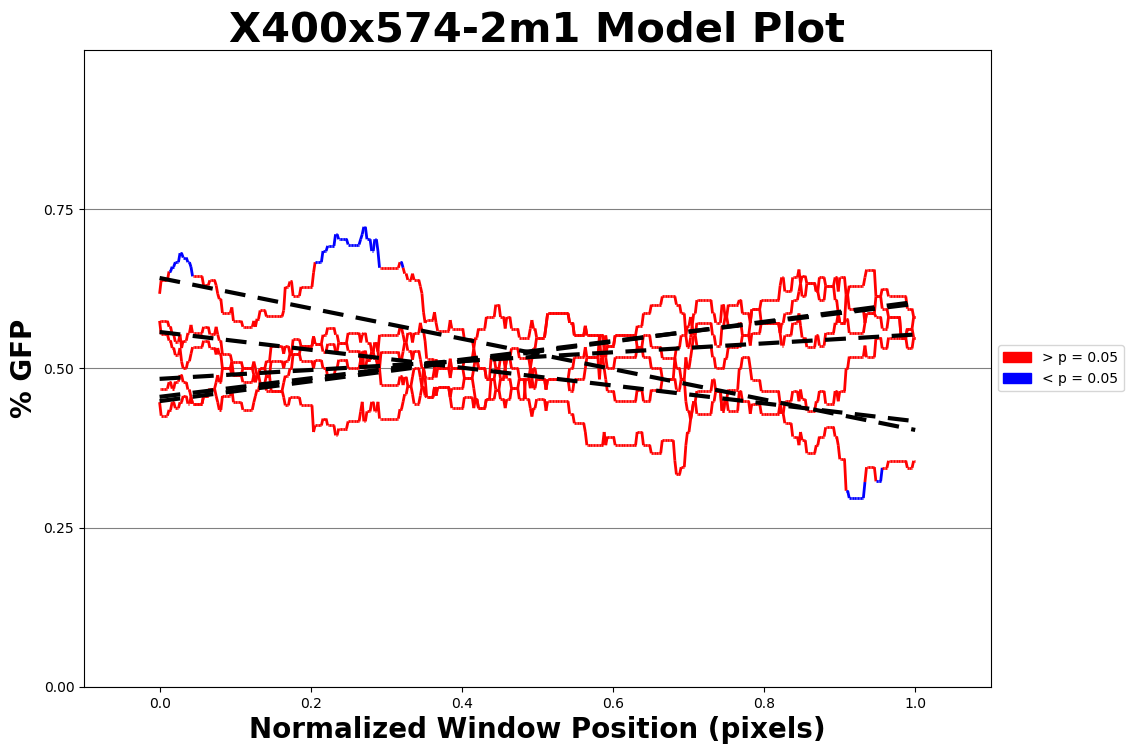 X400x574-2m1 Model Plot
% GFP
0.75
0.50
0.25
0.00
0.0 0.2 0.4 0.6 0.8 1.0
Normalized Window Position (pixels)
> p = 0.05
< p = 0.05